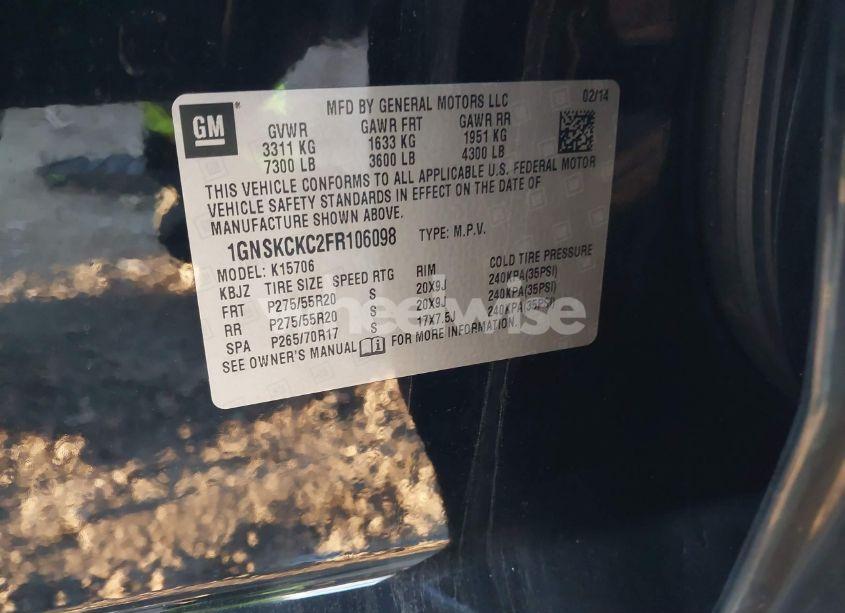 GM
MFD BY GENERAL MOTORS LLC 02/14
GVWR GAWR FRT GAWR RR
3311 KG 1633 KG 1951 KG
7300 LB 3600 LB 4300 LB
THIS VEHICLE CONFORMS TO ALL APPLICABLE U.S. FEDERAL MOTOR
VEHICLE SAFETY STANDARDS IN EFFECT ON THE DATE OF
MANUFACTURE SHOWN ABOVE.
1GNSKCKC2FR106098 TYPE: M.P.V.
MODEL: K15706
KBJZ TIRE SIZE SPEED RTG RIM COLD TIRE PRESSURE
FRT P275/55R20 S 20X9J 240KPA(35PSI)
RR P275/55R20 S 20X9J 240KPA(35PSI)
SPA P265/70R17 S 17X7.5J 240KPA(35PSI)
SEE OWNER'S MANUAL FOR MORE INFORMATION.
wheelwise